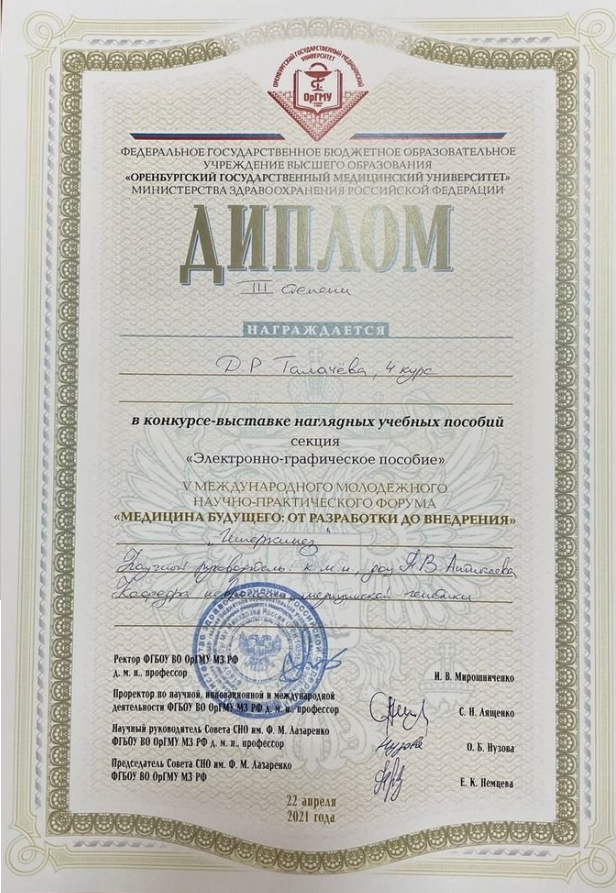 ОРЕНБУРГСКИЙ ГОСУДАРСТВЕННЫЙ МЕДИЦИНСКИЙ
УНИВЕРСИТЕТ
ОрГМУ
ФЕДЕРАЛЬНОЕ ГОСУДАРСТВЕННОЕ БЮДЖЕТНОЕ ОБРАЗОВАТЕЛЬНОЕ
УЧРЕЖДЕНИЕ ВЫСШЕГО ОБРАЗОВАНИЯ
«ОРЕНБУРГСКИЙ ГОСУДАРСТВЕННЫЙ МЕДИЦИНСКИЙ УНИВЕРСИТЕТ»
МИНИСТЕРСТВА ЗДРАВООХРАНЕНИЯ РОССИЙСКОЙ ФЕДЕРАЦИИ
ДИПЛОМ
III степени
НАГРАЖДАЕТСЯ
Д.Р Талачёва, 4 курс
в конкурсе-выставке наглядных учебных пособий
секция
«Электронно-графическое пособие»
V МЕЖДУНАРОДНОГО МОЛОДЕЖНОГО
НАУЧНО-ПРАКТИЧЕСКОГО ФОРУМА
«МЕДИЦИНА БУДУЩЕГО: ОТ РАЗРАБОТКИ ДО ВНЕДРЕНИЯ»
"Гиперкинез"
Научный руководитель: к.м.н., доц.
Кафедра неврологии медицинской генетики
Ректор ФГБОУ ВО ОрГМУ МЗ РФ
д. м. н., профессор И. В. Мирошниченко
Проректор по научной, инновационной и международной
деятельности ФГБОУ ВО ОрГМУ МЗ РФ д. м. н., профессор С. Н. Лященко
Научный руководитель Совета СНО им. Ф. М. Лазаренко
ФГБОУ ВО ОрГМУ МЗ РФ д. м. н., профессор О. Б. Нузова
Председатель Совета СНО им. Ф. М. Лазаренко
ФГБОУ ВО ОрГМУ МЗ РФ Е. К. Немцева
22 апреля
2021 года